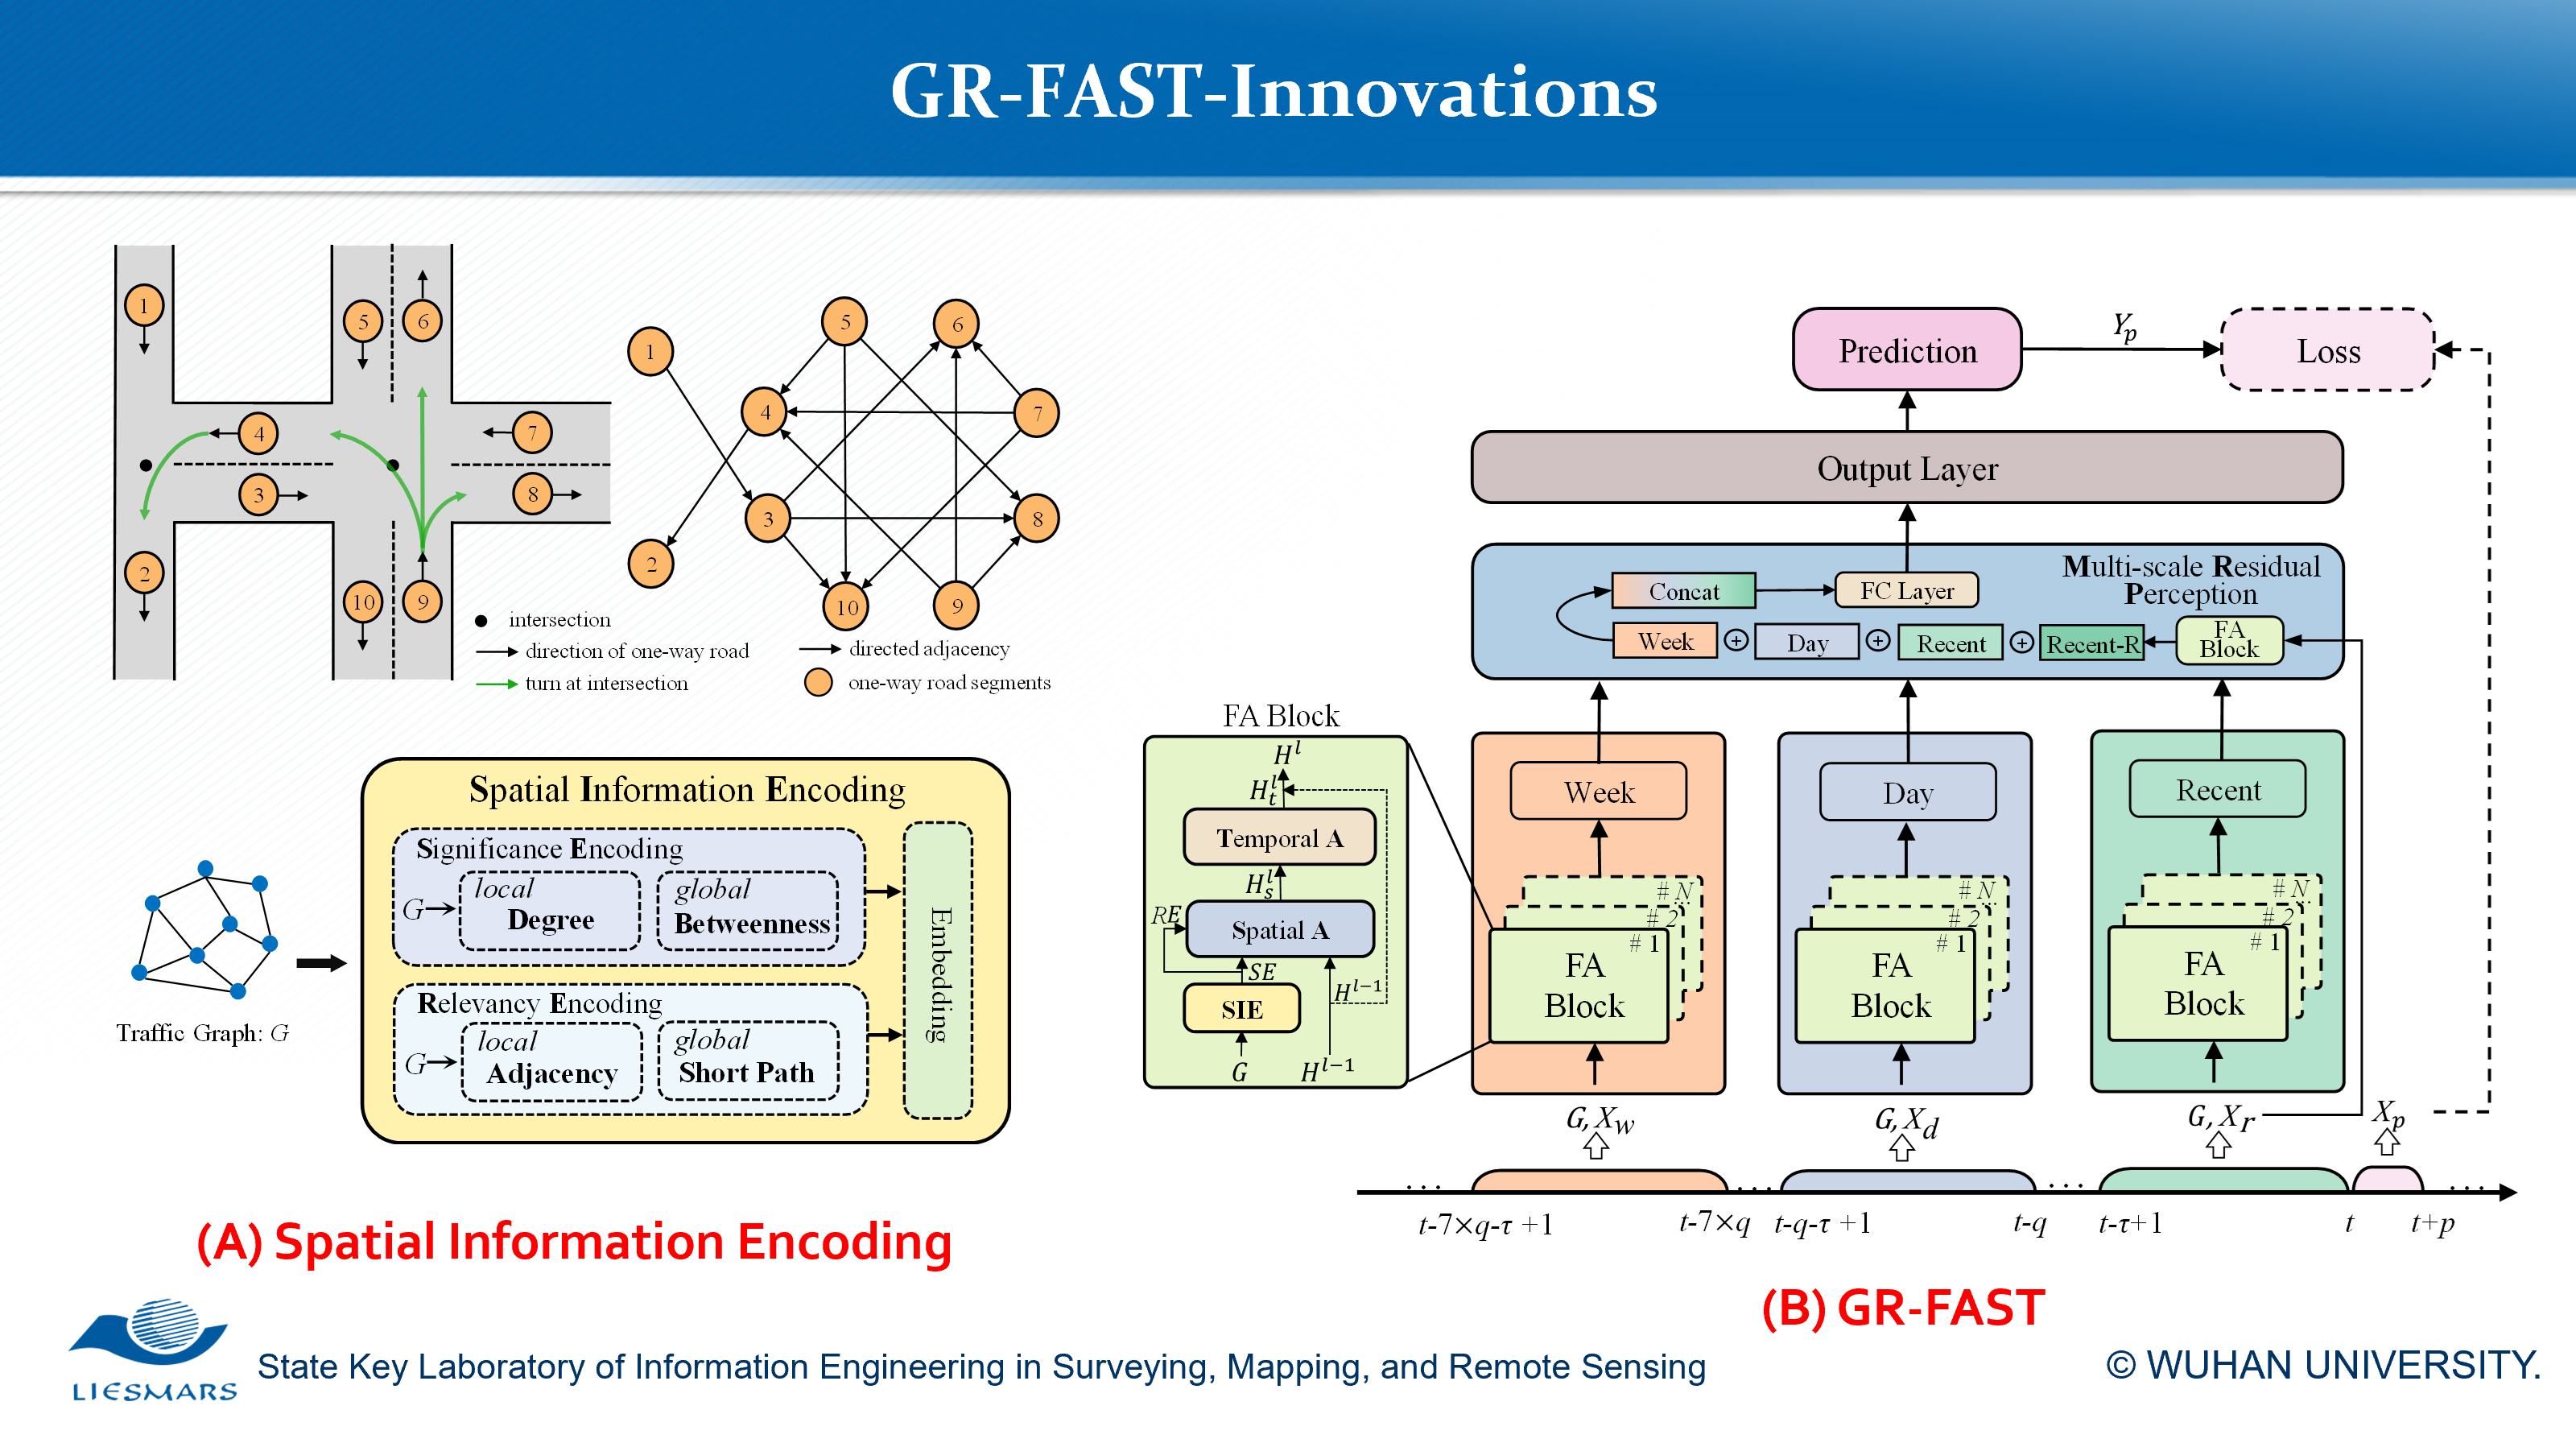 GR-FAST-Innovations
1
5
6
4
7
3
8
2
10
9
1
5
6
4
7
3
8
2
10
9
intersection
direction of one-way road
turn at intersection
directed adjacency
one-way road segments
Traffic Graph: G
Spatial Information Encoding
Significance Encoding
G
local
Degree
global
Betweenness
Relevancy Encoding
G
local
Adjacency
global
Short Path
Embedding
(A) Spatial Information Encoding
Prediction
Yp
Loss
Output Layer
Multi-scale Residual
Perception
Concat
FC Layer
Week + Day + Recent + Recent-R
FA
Block
FA Block
H^l
H_t^l
Temporal A
H_s^l
RE
Spatial A
SE
H^{l-1}
SIE
G
H^{l-1}
Week
# N
...
# 2
# 1
FA
Block
G, X_w
Day
# N
...
# 2
# 1
FA
Block
G, X_d
Recent
# N
...
# 2
# 1
FA
Block
G, X_r
X_p
... ... ... ...
t-7×q-τ +1
t-7×q
t-q-τ +1
t-q
t-τ+1
t
t+p
(B) GR-FAST
LIESMARS
State Key Laboratory of Information Engineering in Surveying, Mapping, and Remote Sensing
© WUHAN UNIVERSITY.